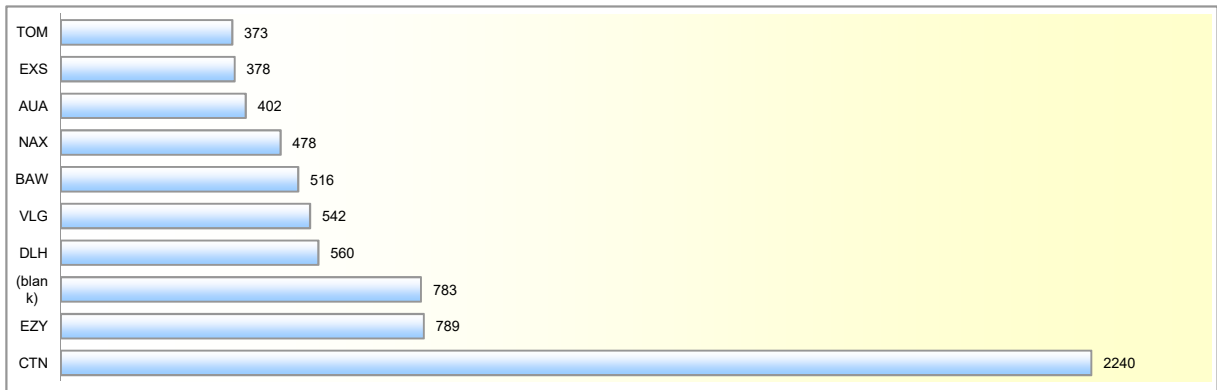 TOM 373
EXS 378
AUA 402
NAX 478
BAW 516
VLG 542
DLH 560
(blan
k) 783
EZY 789
CTN 2240